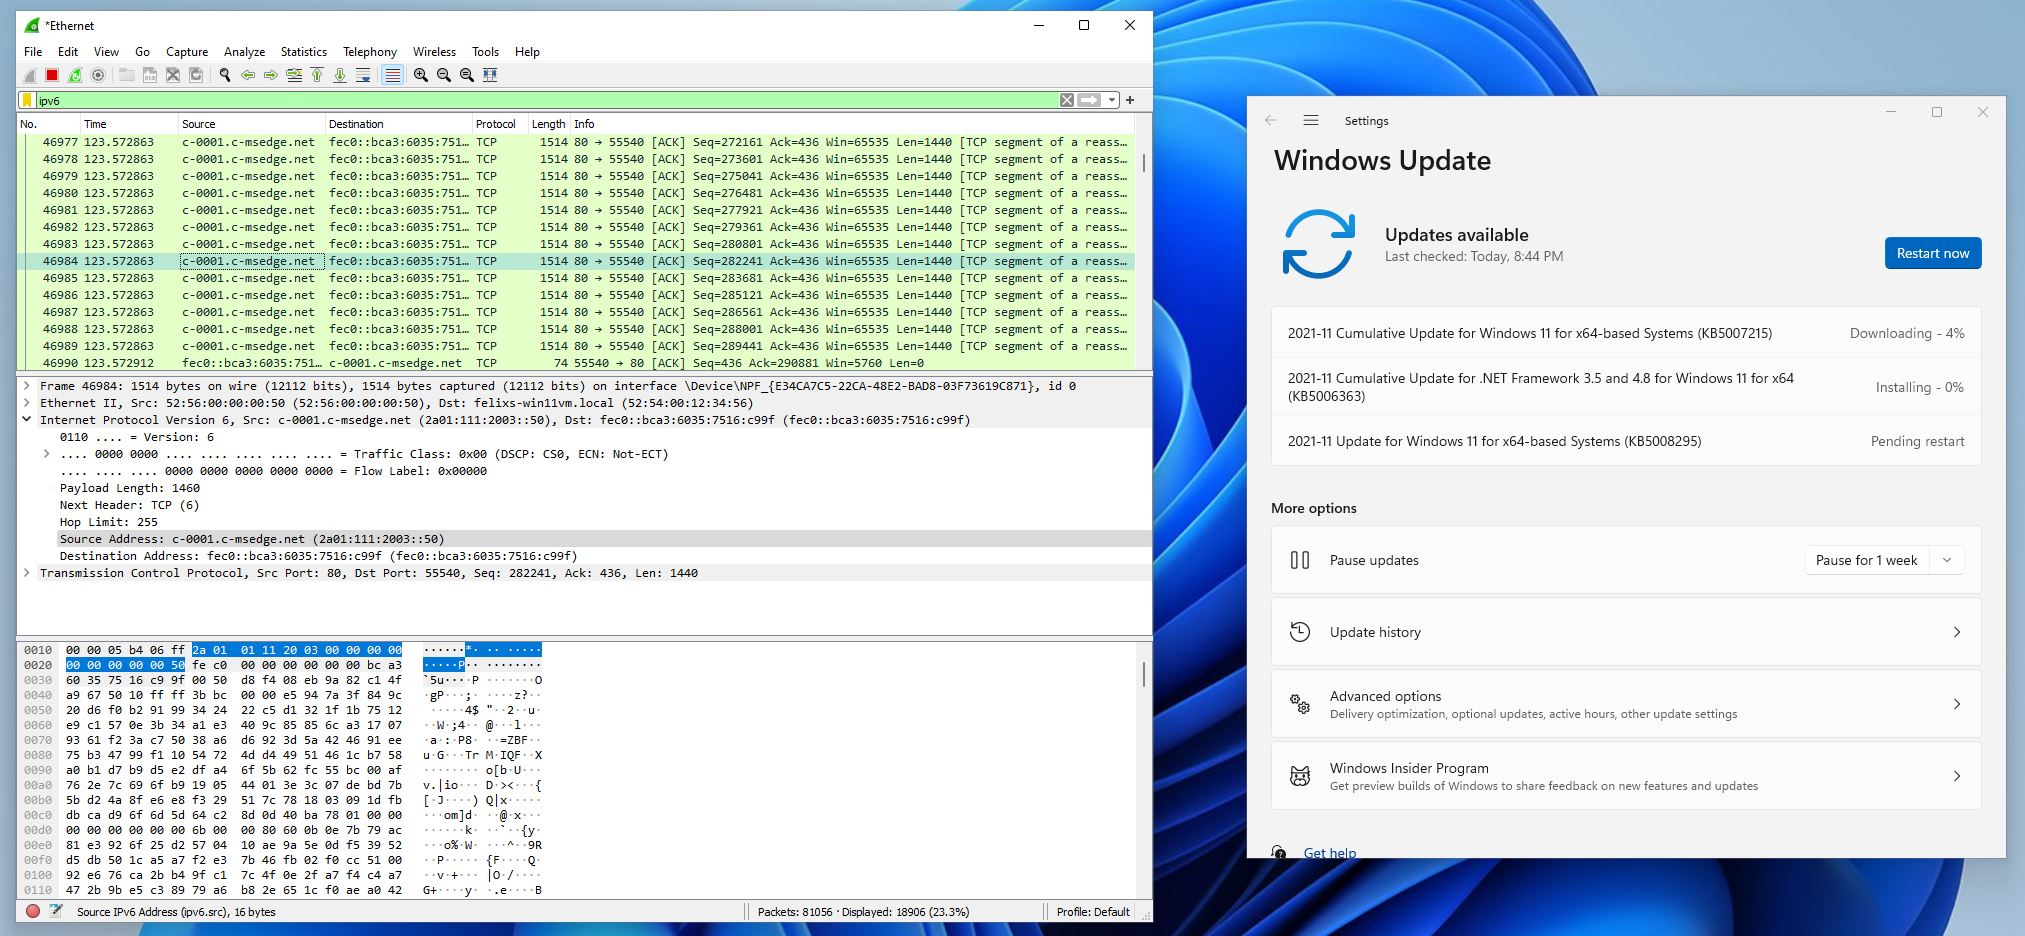 *Ethernet
File Edit View Go Capture Analyze Statistics Telephony Wireless Tools Help
ipv6
No. Time Source Destination Protocol Length Info
46977 123.572863 c-0001.c-msedge.net fec0::bca3:6035:751… TCP 1514 80 → 55540 [ACK] Seq=272161 Ack=436 Win=65535 Len=1440 [TCP segment of a reass…
46978 123.572863 c-0001.c-msedge.net fec0::bca3:6035:751… TCP 1514 80 → 55540 [ACK] Seq=273601 Ack=436 Win=65535 Len=1440 [TCP segment of a reass…
46979 123.572863 c-0001.c-msedge.net fec0::bca3:6035:751… TCP 1514 80 → 55540 [ACK] Seq=275041 Ack=436 Win=65535 Len=1440 [TCP segment of a reass…
46980 123.572863 c-0001.c-msedge.net fec0::bca3:6035:751… TCP 1514 80 → 55540 [ACK] Seq=276481 Ack=436 Win=65535 Len=1440 [TCP segment of a reass…
46981 123.572863 c-0001.c-msedge.net fec0::bca3:6035:751… TCP 1514 80 → 55540 [ACK] Seq=277921 Ack=436 Win=65535 Len=1440 [TCP segment of a reass…
46982 123.572863 c-0001.c-msedge.net fec0::bca3:6035:751… TCP 1514 80 → 55540 [ACK] Seq=279361 Ack=436 Win=65535 Len=1440 [TCP segment of a reass…
46983 123.572863 c-0001.c-msedge.net fec0::bca3:6035:751… TCP 1514 80 → 55540 [ACK] Seq=280801 Ack=436 Win=65535 Len=1440 [TCP segment of a reass…
46984 123.572863 c-0001.c-msedge.net fec0::bca3:6035:751… TCP 1514 80 → 55540 [ACK] Seq=282241 Ack=436 Win=65535 Len=1440 [TCP segment of a reass…
46985 123.572863 c-0001.c-msedge.net fec0::bca3:6035:751… TCP 1514 80 → 55540 [ACK] Seq=283681 Ack=436 Win=65535 Len=1440 [TCP segment of a reass…
46986 123.572863 c-0001.c-msedge.net fec0::bca3:6035:751… TCP 1514 80 → 55540 [ACK] Seq=285121 Ack=436 Win=65535 Len=1440 [TCP segment of a reass…
46987 123.572863 c-0001.c-msedge.net fec0::bca3:6035:751… TCP 1514 80 → 55540 [ACK] Seq=286561 Ack=436 Win=65535 Len=1440 [TCP segment of a reass…
46988 123.572863 c-0001.c-msedge.net fec0::bca3:6035:751… TCP 1514 80 → 55540 [ACK] Seq=288001 Ack=436 Win=65535 Len=1440 [TCP segment of a reass…
46989 123.572863 c-0001.c-msedge.net fec0::bca3:6035:751… TCP 1514 80 → 55540 [ACK] Seq=289441 Ack=436 Win=65535 Len=1440 [TCP segment of a reass…
46990 123.572912 fec0::bca3:6035:751… c-0001.c-msedge.net TCP 74 55540 → 80 [ACK] Seq=436 Ack=290881 Win=5760 Len=0
Frame 46984: 1514 bytes on wire (12112 bits), 1514 bytes captured (12112 bits) on interface \Device\NPF_{E34CA7C5-22CA-48E2-BAD8-03F73619C871}, id 0
Ethernet II, Src: 52:56:00:00:00:50 (52:56:00:00:00:50), Dst: felixs-win11vm.local (52:54:00:12:34:56)
Internet Protocol Version 6, Src: c-0001.c-msedge.net (2a01:111:2003::50), Dst: fec0::bca3:6035:7516:c99f (fec0::bca3:6035:7516:c99f)
0110 .... = Version: 6
.... 0000 0000 .... .... .... .... .... = Traffic Class: 0x00 (DSCP: CS0, ECN: Not-ECT)
.... .... .... 0000 0000 0000 0000 0000 = Flow Label: 0x00000
Payload Length: 1460
Next Header: TCP (6)
Hop Limit: 255
Source Address: c-0001.c-msedge.net (2a01:111:2003::50)
Destination Address: fec0::bca3:6035:7516:c99f (fec0::bca3:6035:7516:c99f)
Transmission Control Protocol, Src Port: 80, Dst Port: 55540, Seq: 282241, Ack: 436, Len: 1440
0010 00 00 05 b4 06 ff 2a 01 01 11 20 03 00 00 00 00 ······*· ·· ·····
0020 00 00 00 00 00 50 fe c0 00 00 00 00 00 00 bc a3 ·····P·· ········
0030 60 35 75 16 c9 9f 00 50 d8 f4 08 eb 9a 82 c1 4f `5u····P ·······O
0040 a9 67 50 10 ff ff 3b bc 00 00 e5 94 7a 3f 84 9c ·gP···;· ····z?··
0050 20 d6 f0 b2 91 99 34 24 22 c5 d1 32 1f 1b 75 12 ·····4$ "··2··u·
0060 e9 c1 57 0e 3b 34 a1 e3 40 9c 85 85 6c a3 17 07 ··W·;4·· @···l···
0070 93 61 f2 3a c7 50 38 a6 d6 92 3d 5a 42 46 91 ee ·a·:·P8· ··=ZBF··
0080 75 b3 47 99 f1 10 54 72 4d d4 49 51 46 1c b7 58 u·G···Tr M·IQF··X
0090 a0 b1 d7 b9 d5 e2 df a4 6f 5b 62 fc 55 bc 00 af ········ o[b·U···
00a0 76 2e 7c 69 6f b9 19 05 44 01 3e 3c 07 de bd 7b v.|io··· D·><···{
00b0 5b d2 4a 8f e6 e8 f3 29 51 7c 78 18 03 09 1d fb [·J····) Q|x·····
00c0 db ca d9 6f 6d 5d 64 c2 8d 0d 40 ba 78 01 00 00 ···om]d· ··@·x···
00d0 00 00 00 00 00 00 6b 00 00 80 60 0b 0e 7b 79 ac ······k· ··`··{y·
00e0 81 e3 92 6f 25 d2 57 04 10 ae 9a 5e 0d f5 39 52 ···o%·W· ···^··9R
00f0 d5 db 50 1c a5 a7 f2 e3 7b 46 fb 02 f0 cc 51 00 ··P····· {F····Q·
0100 92 e6 76 ca 2b b4 9f c1 7c 4f 0e 2f a7 f4 c4 a7 ··v·+··· |O·/····
0110 47 2b 9b e5 c3 89 79 a6 b8 2e 65 1c f0 ae a0 42 G+····y· ·.e····B
Source IPv6 Address (ipv6.src), 16 bytes
Packets: 81056 · Displayed: 18906 (23.3%)
Profile: Default
Settings
Windows Update
Updates available
Last checked: Today, 8:44 PM
Restart now
2021-11 Cumulative Update for Windows 11 for x64-based Systems (KB5007215)
Downloading - 4%
2021-11 Cumulative Update for .NET Framework 3.5 and 4.8 for Windows 11 for x64
(KB5006363)
Installing - 0%
2021-11 Update for Windows 11 for x64-based Systems (KB5008295)
Pending restart
More options
Pause updates
Pause for 1 week
Update history
Advanced options
Delivery optimization, optional updates, active hours, other update settings
Windows Insider Program
Get preview builds of Windows to share feedback on new features and updates
Get help